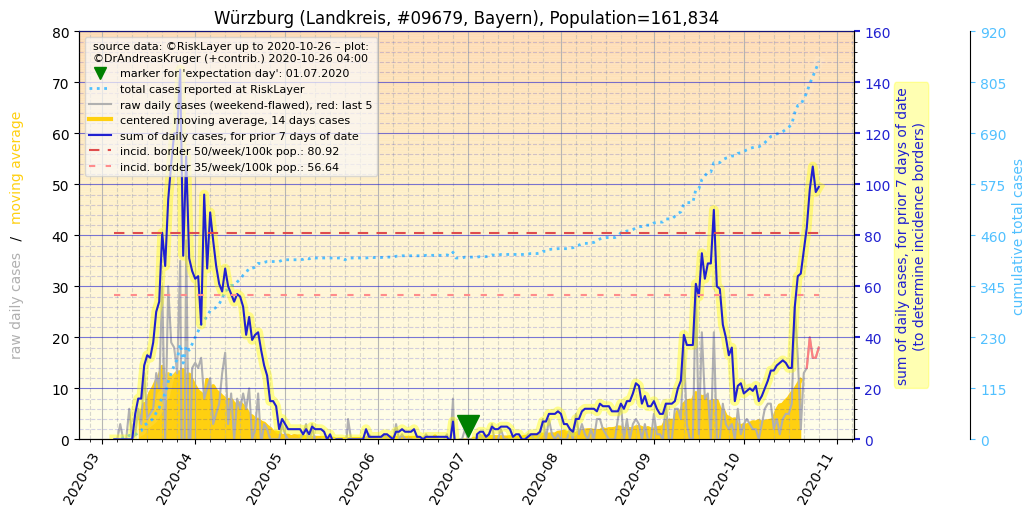 Würzburg (Landkreis, #09679, Bayern), Population=161,834
source data: ©RiskLayer up to 2020-10-26 – plot:
©DrAndreasKruger (+contrib.) 2020-10-26 04:00
marker for 'expectation day': 01.07.2020
total cases reported at RiskLayer
raw daily cases (weekend-flawed), red: last 5
centered moving average, 14 days cases
sum of daily cases, for prior 7 days of date
incid. border 50/week/100k pop.: 80.92
incid. border 35/week/100k pop.: 56.64
raw daily cases / moving average
80
70
60
50
40
30
20
10
0
2020-03
2020-04
2020-05
2020-06
2020-07
2020-08
2020-09
2020-10
2020-11
160
140
120
100
80
60
40
20
0
sum of daily cases, for prior 7 days of date
(to determine incidence borders)
920
805
690
575
460
345
230
115
0
cumulative total cases